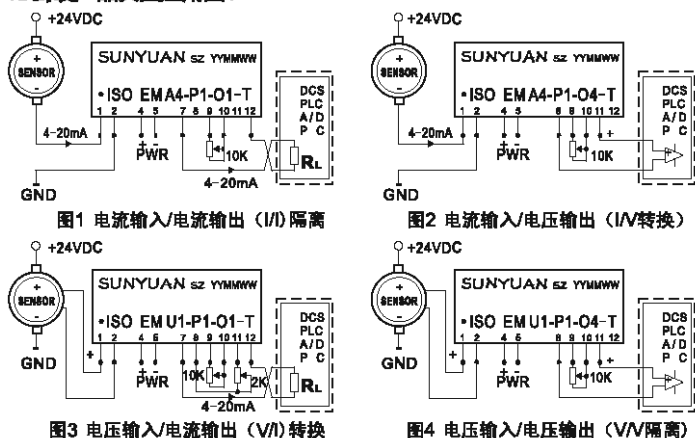 +24VDC
SENSOR
SUNYUAN SZ YYMMWW
•ISO EM A4-P1-O1-T
1 2 4 5 7 8 9 10 11 12
4-20mA
+ -
PWR
10K
4-20mA
DCS
PLC
A/D
P C
RL
GND
图1 电流输入/电流输出（I/I)隔离
+24VDC
SENSOR
SUNYUAN SZ YYMMWW
•ISO EM A4-P1-O4-T
1 2 4 5 8 9 10 11 12
4-20mA
+ -
PWR
10K
+
DCS
PLC
A/D
P C
GND
图2 电流输入/电压输出（I/V转换）
+24VDC
SENSOR
SUNYUAN SZ YYMMWW
•ISO EM U1-P1-O1-T
1 2 4 5 7 8 9 10 11 12
+
+ -
PWR
10K
2K
4-20mA
DCS
PLC
A/D
P C
RL
GND
图3 电压输入/电流输出（V/I)转换
+24VDC
SENSOR
SUNYUAN SZ YYMMWW
•ISO EM U1-P1-O4-T
1 2 4 5 8 9 10 11 12
+
+ -
PWR
10K
+
DCS
PLC
A/D
P C
GND
图4 电压输入/电压输出（V/V隔离)